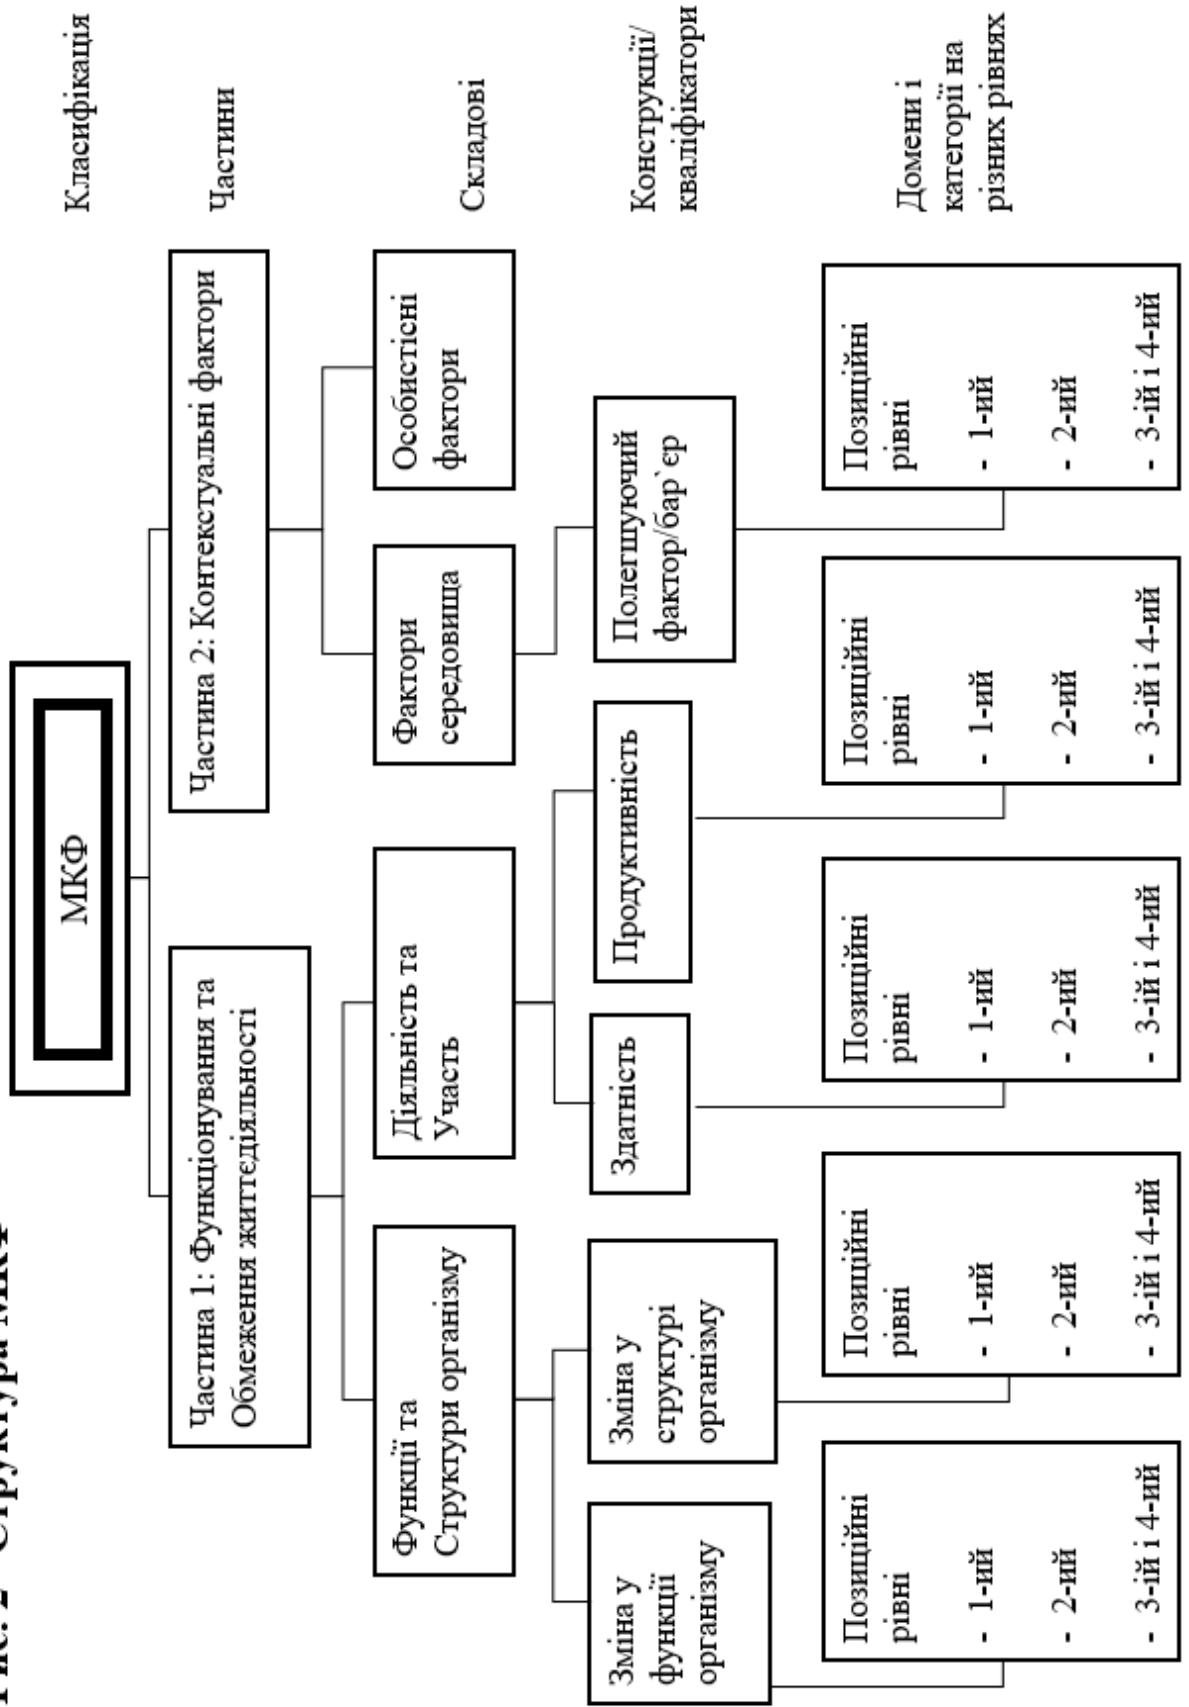 Рис. 2 Структура МКФ
МКФ
Класифікація
Частина 1: Функціонування та
Обмеження життєдіяльності
Частина 2: Контекстуальні фактори
Частини
Функції та
Структури організму
Діяльність та
Участь
Фактори
середовища
Особистісні
фактори
Складові
Зміна у
функції
організму
Зміна у
структурі
організму
Здатність
Продуктивність
Полегшуючий
фактор/бар`єр
Конструкції/
кваліфікатори
Позиційні
рівні
- 1-ий
- 2-ий
- 3-ій і 4-ий
Позиційні
рівні
- 1-ий
- 2-ий
- 3-ій і 4-ий
Позиційні
рівні
- 1-ий
- 2-ий
- 3-ій і 4-ий
Позиційні
рівні
- 1-ий
- 2-ий
- 3-ій і 4-ий
Позиційні
рівні
- 1-ий
- 2-ий
- 3-ій і 4-ий
Домени і
категорії на
різних рівнях